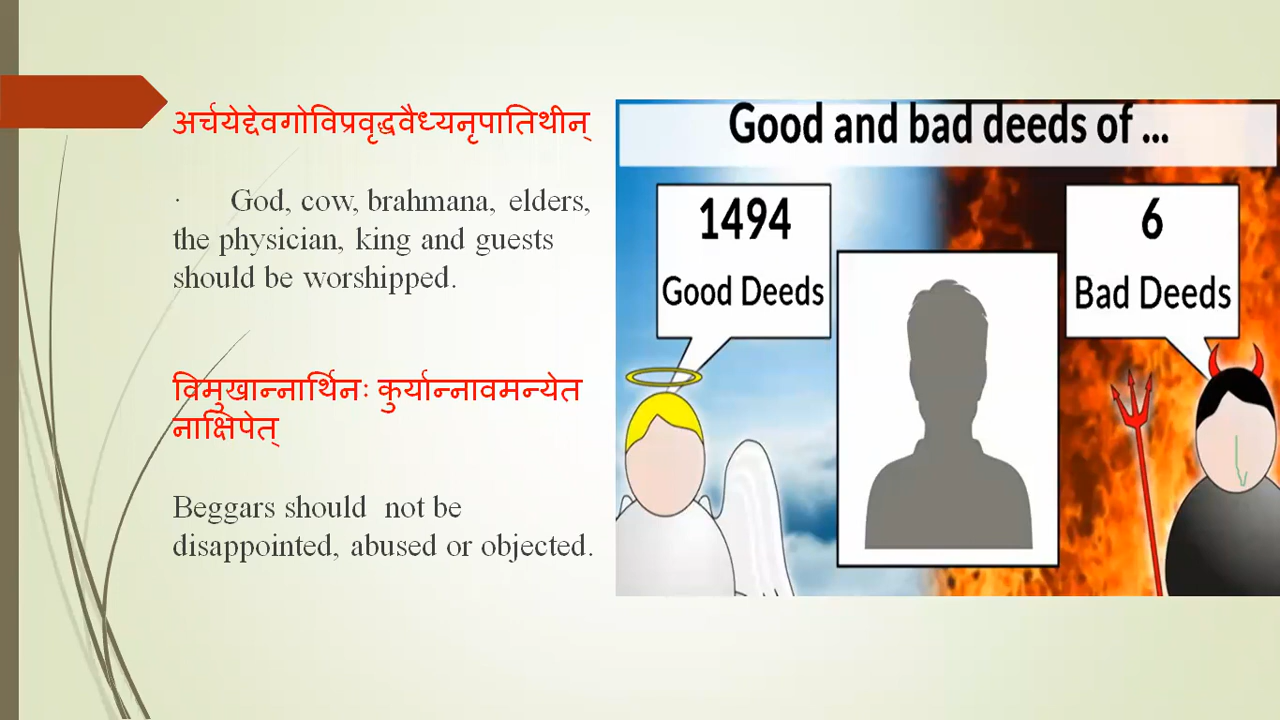 अर्चयेद्देवगोविप्रवृद्धवैध्यनृपातिथीन्
· God, cow, brahmana, elders,
the physician, king and guests
should be worshipped.
विमुखान्नार्थिनः कुर्यान्नावमन्येत
नाक्षिपेत्
Beggars should not be
disappointed, abused or objected.
Good and bad deeds of ...
1494
Good Deeds
6
Bad Deeds